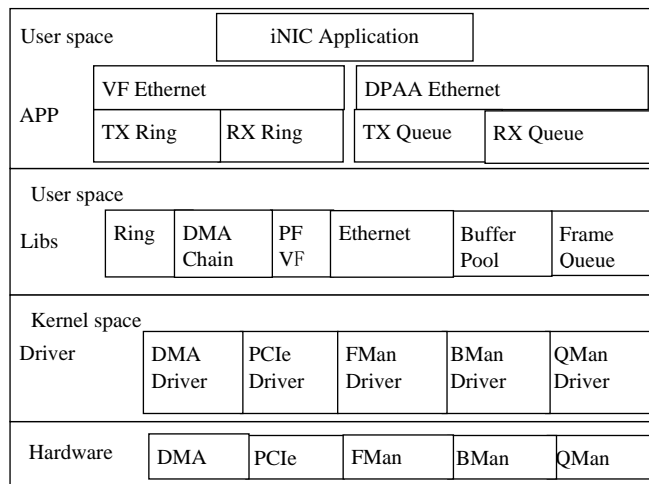 User space iNIC Application
VF Ethernet DPAA Ethernet
APP
TX Ring RX Ring TX Queue RX Queue
User space
Libs
Ring DMA PF Ethernet Buffer Frame
Chain VF Pool Queue
Kernel space
Driver
DMA PCIe FMan BMan QMan
Driver Driver Driver Driver Driver
Hardware DMA PCIe FMan BMan QMan